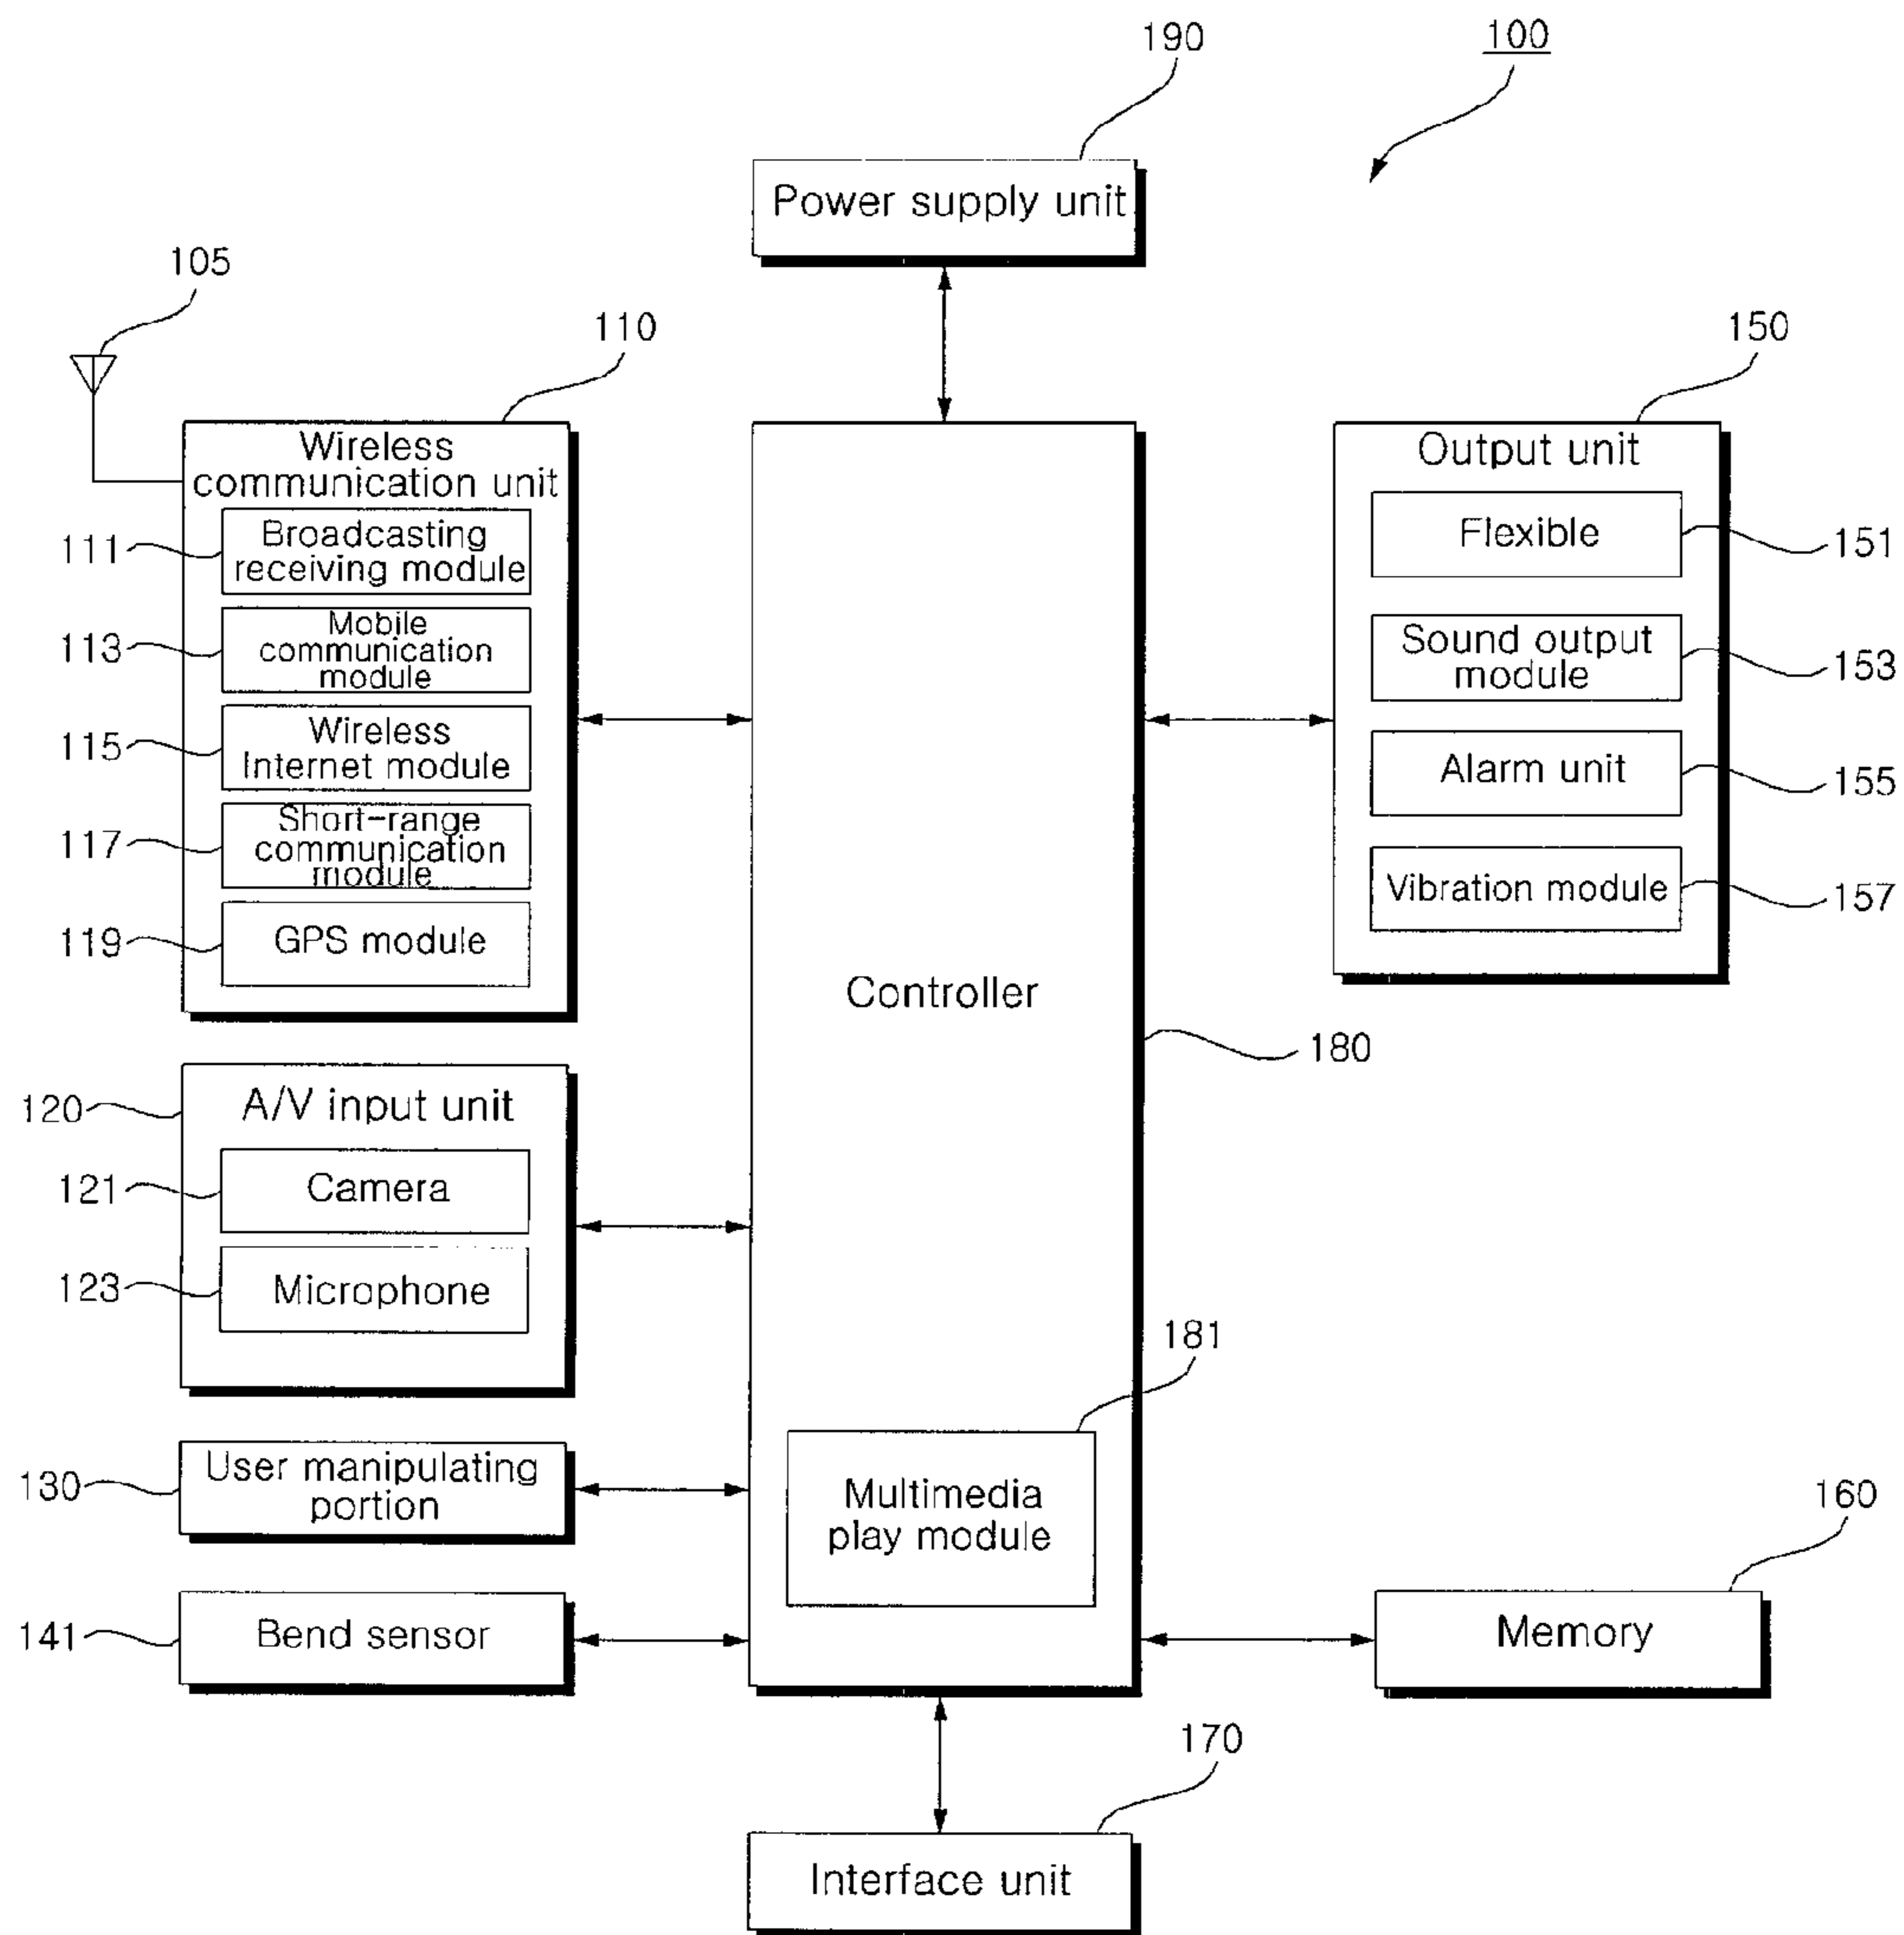 190
100
Power supply unit
105
110
150
Wireless
communication unit
111
Broadcasting
receiving module
113
Mobile
communication
module
115
Wireless
Internet module
117
Short-range
communication
module
119
GPS module
Output unit
Flexible
151
Sound output
module
153
Alarm unit
155
Vibration module
157
Controller
180
120
A/V input unit
121
Camera
123
Microphone
181
Multimedia
play module
130
User manipulating
portion
141
Bend sensor
160
Memory
170
Interface unit